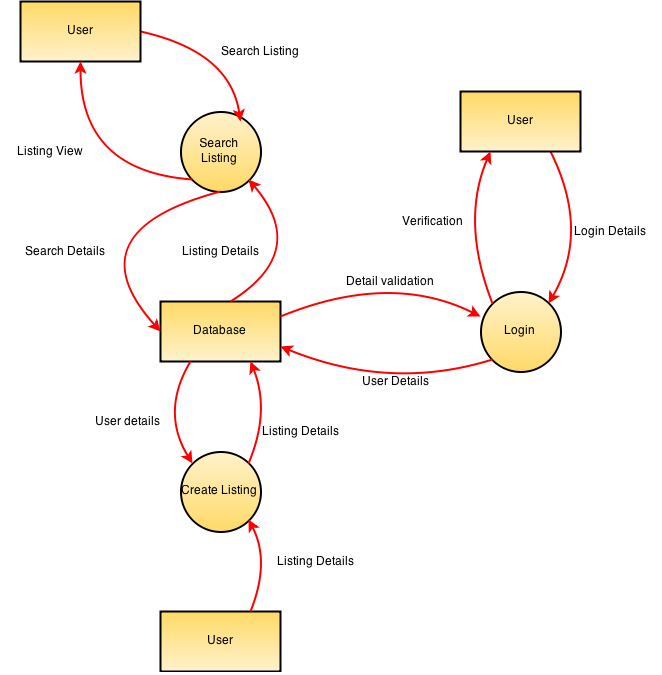 User
Search Listing
User
Search
Listing
Listing View
Verification
Login Details
Search Details
Listing Details
Detail validation
Database
Login
User Details
User details
Listing Details
Create Listing
Listing Details
User